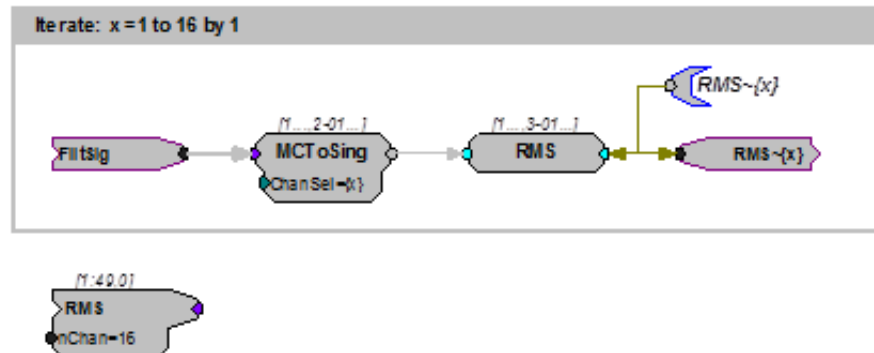 Iterate: x =1 to 16 by 1
RMS~{x}
[1...,2-01...]
[1...,3-01...]
FiltSig
MCToSing
RMS
RMS~{x}
ChanSel={x}
[1:49,0]
RMS
nChan=16